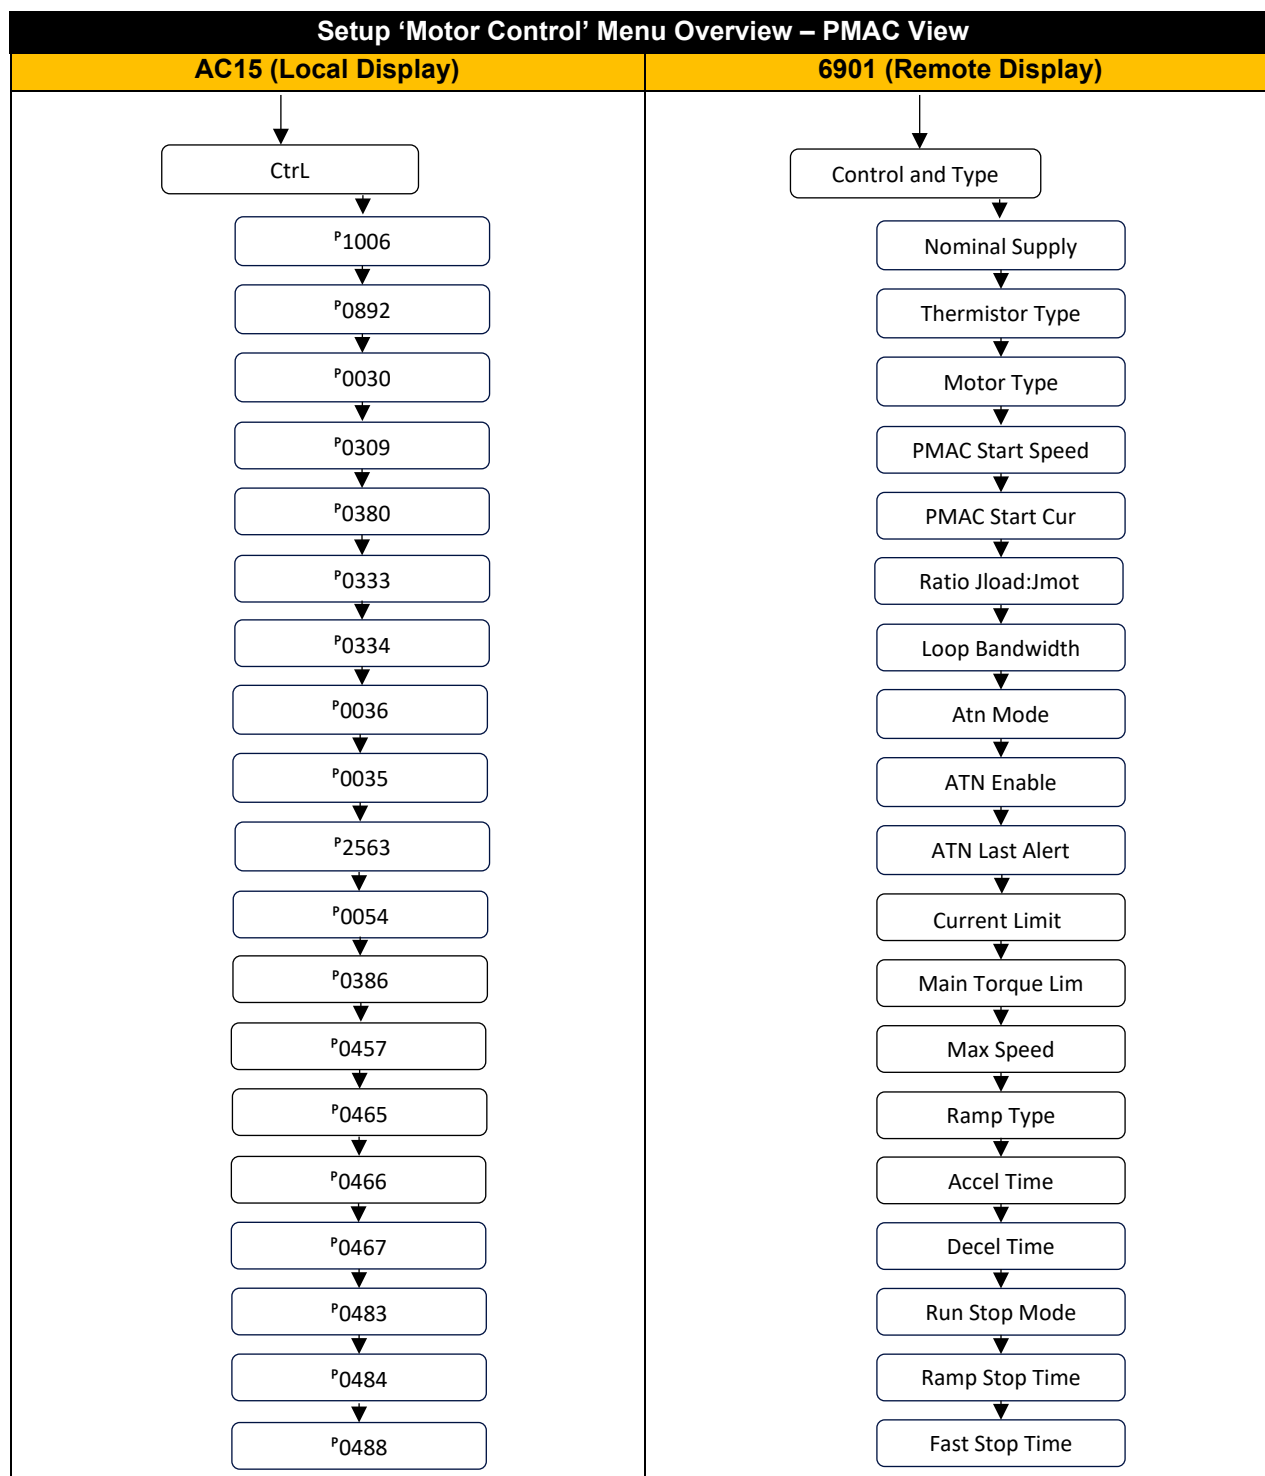 Setup ‘Motor Control’ Menu Overview – PMAC View
AC15 (Local Display)
6901 (Remote Display)
CtrL
P1006
P0892
P0030
P0309
P0380
P0333
P0334
P0036
P0035
P2563
P0054
P0386
P0457
P0465
P0466
P0467
P0483
P0484
P0488
Control and Type
Nominal Supply
Thermistor Type
Motor Type
PMAC Start Speed
PMAC Start Cur
Ratio Jload:Jmot
Loop Bandwidth
Atn Mode
ATN Enable
ATN Last Alert
Current Limit
Main Torque Lim
Max Speed
Ramp Type
Accel Time
Decel Time
Run Stop Mode
Ramp Stop Time
Fast Stop Time